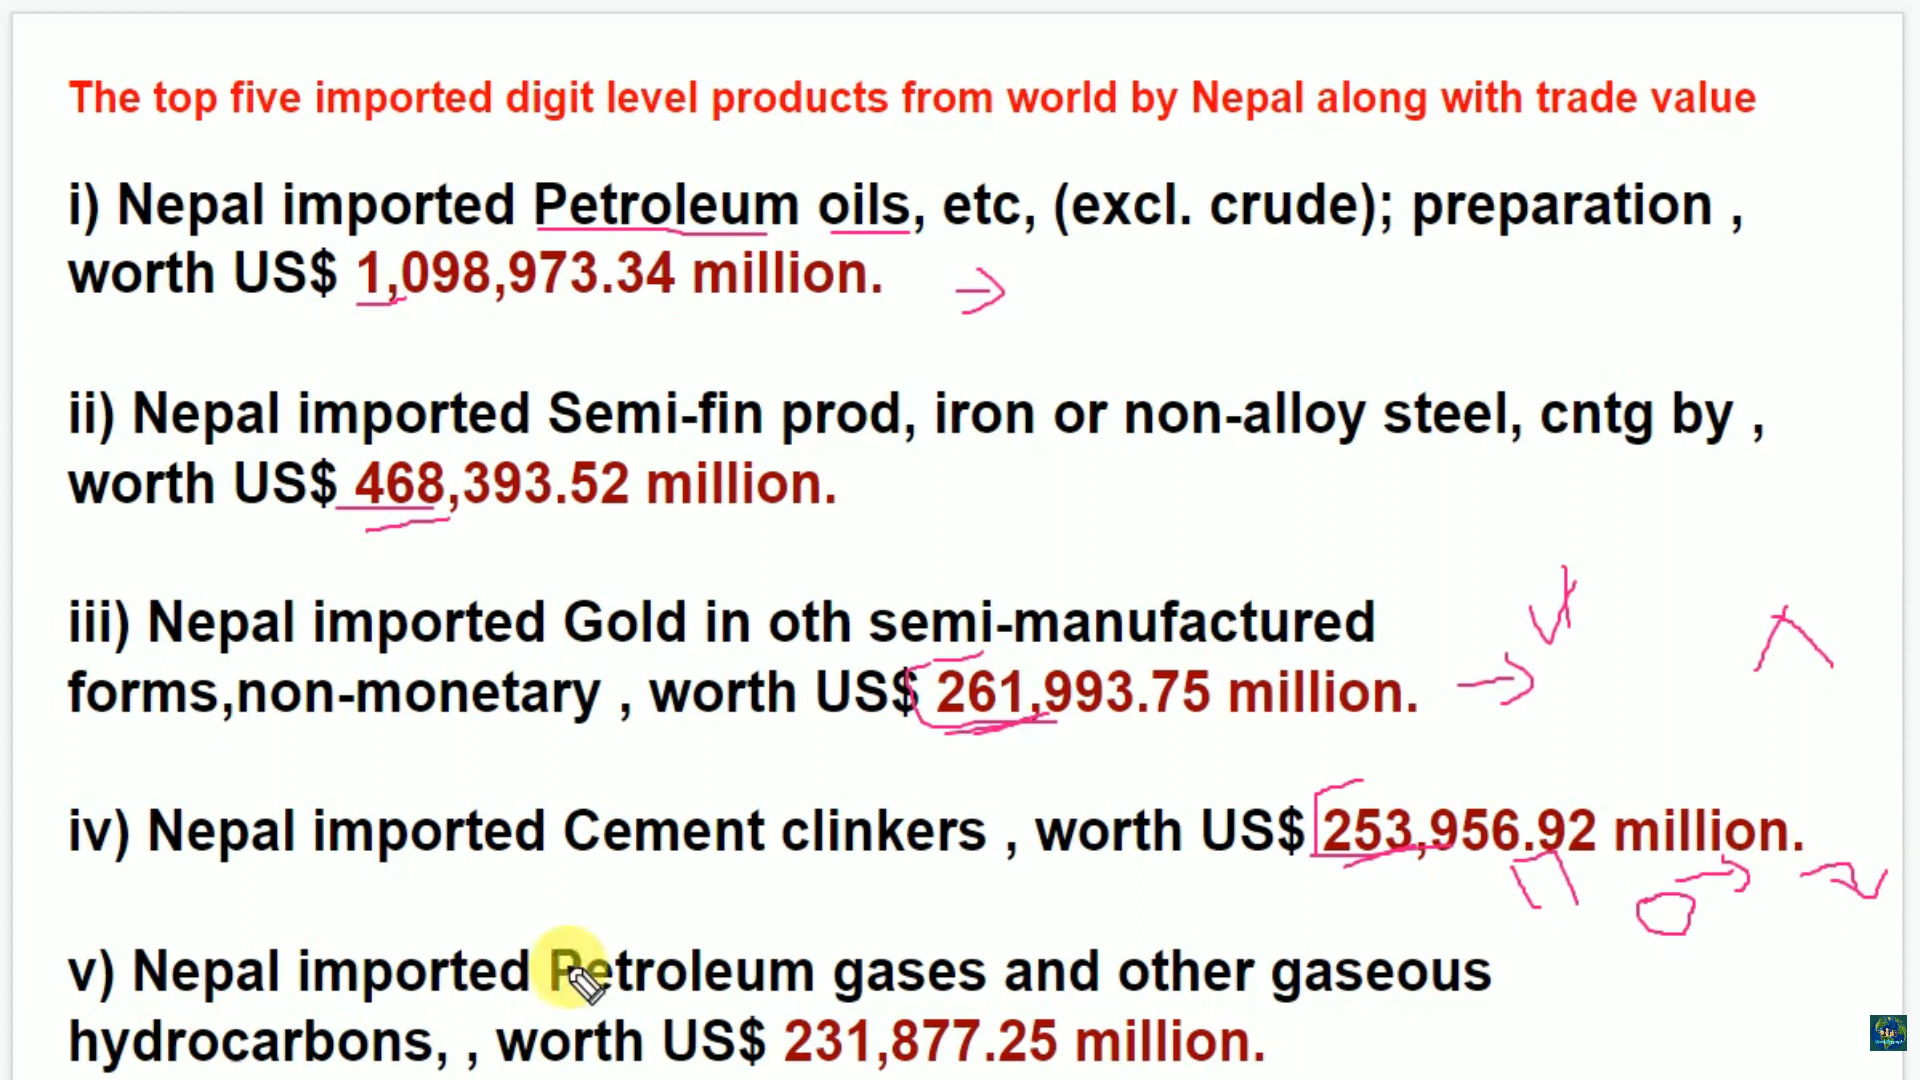 The top five imported digit level products from world by Nepal along with trade value
i) Nepal imported Petroleum oils, etc, (excl. crude); preparation ,
worth US$ 1,098,973.34 million.
ii) Nepal imported Semi-fin prod, iron or non-alloy steel, cntg by ,
worth US$ 468,393.52 million.
iii) Nepal imported Gold in oth semi-manufactured
forms,non-monetary , worth US$ 261,993.75 million.
iv) Nepal imported Cement clinkers , worth US$ 253,956.92 million.
v) Nepal imported Petroleum gases and other gaseous
hydrocarbons, , worth US$ 231,877.25 million.